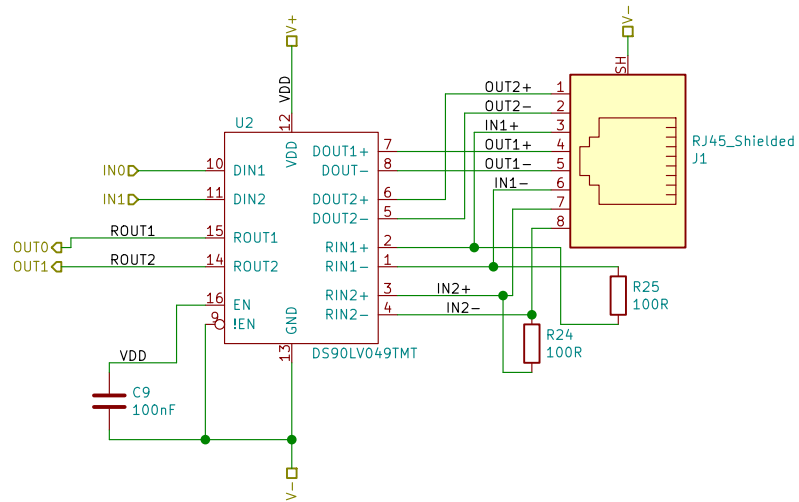 V+
V-
SH
U2
VDD
12
VDD
IN0
10
DIN1
IN1
11
DIN2
OUT0
ROUT1
15
ROUT1
OUT1
ROUT2
14
ROUT2
16
EN
9
!EN
GND
13
DOUT1+
7
DOUT-
8
DOUT2+
6
DOUT2-
5
RIN1+
2
RIN1-
1
RIN2+
3
RIN2-
4
DS90LV049TMT
OUT2+
1
OUT2-
2
IN1+
3
OUT1+
4
OUT1-
5
IN1-
6
7
8
RJ45_Shielded
J1
IN2+
IN2-
R25
100R
R24
100R
VDD
C9
100nF
V-